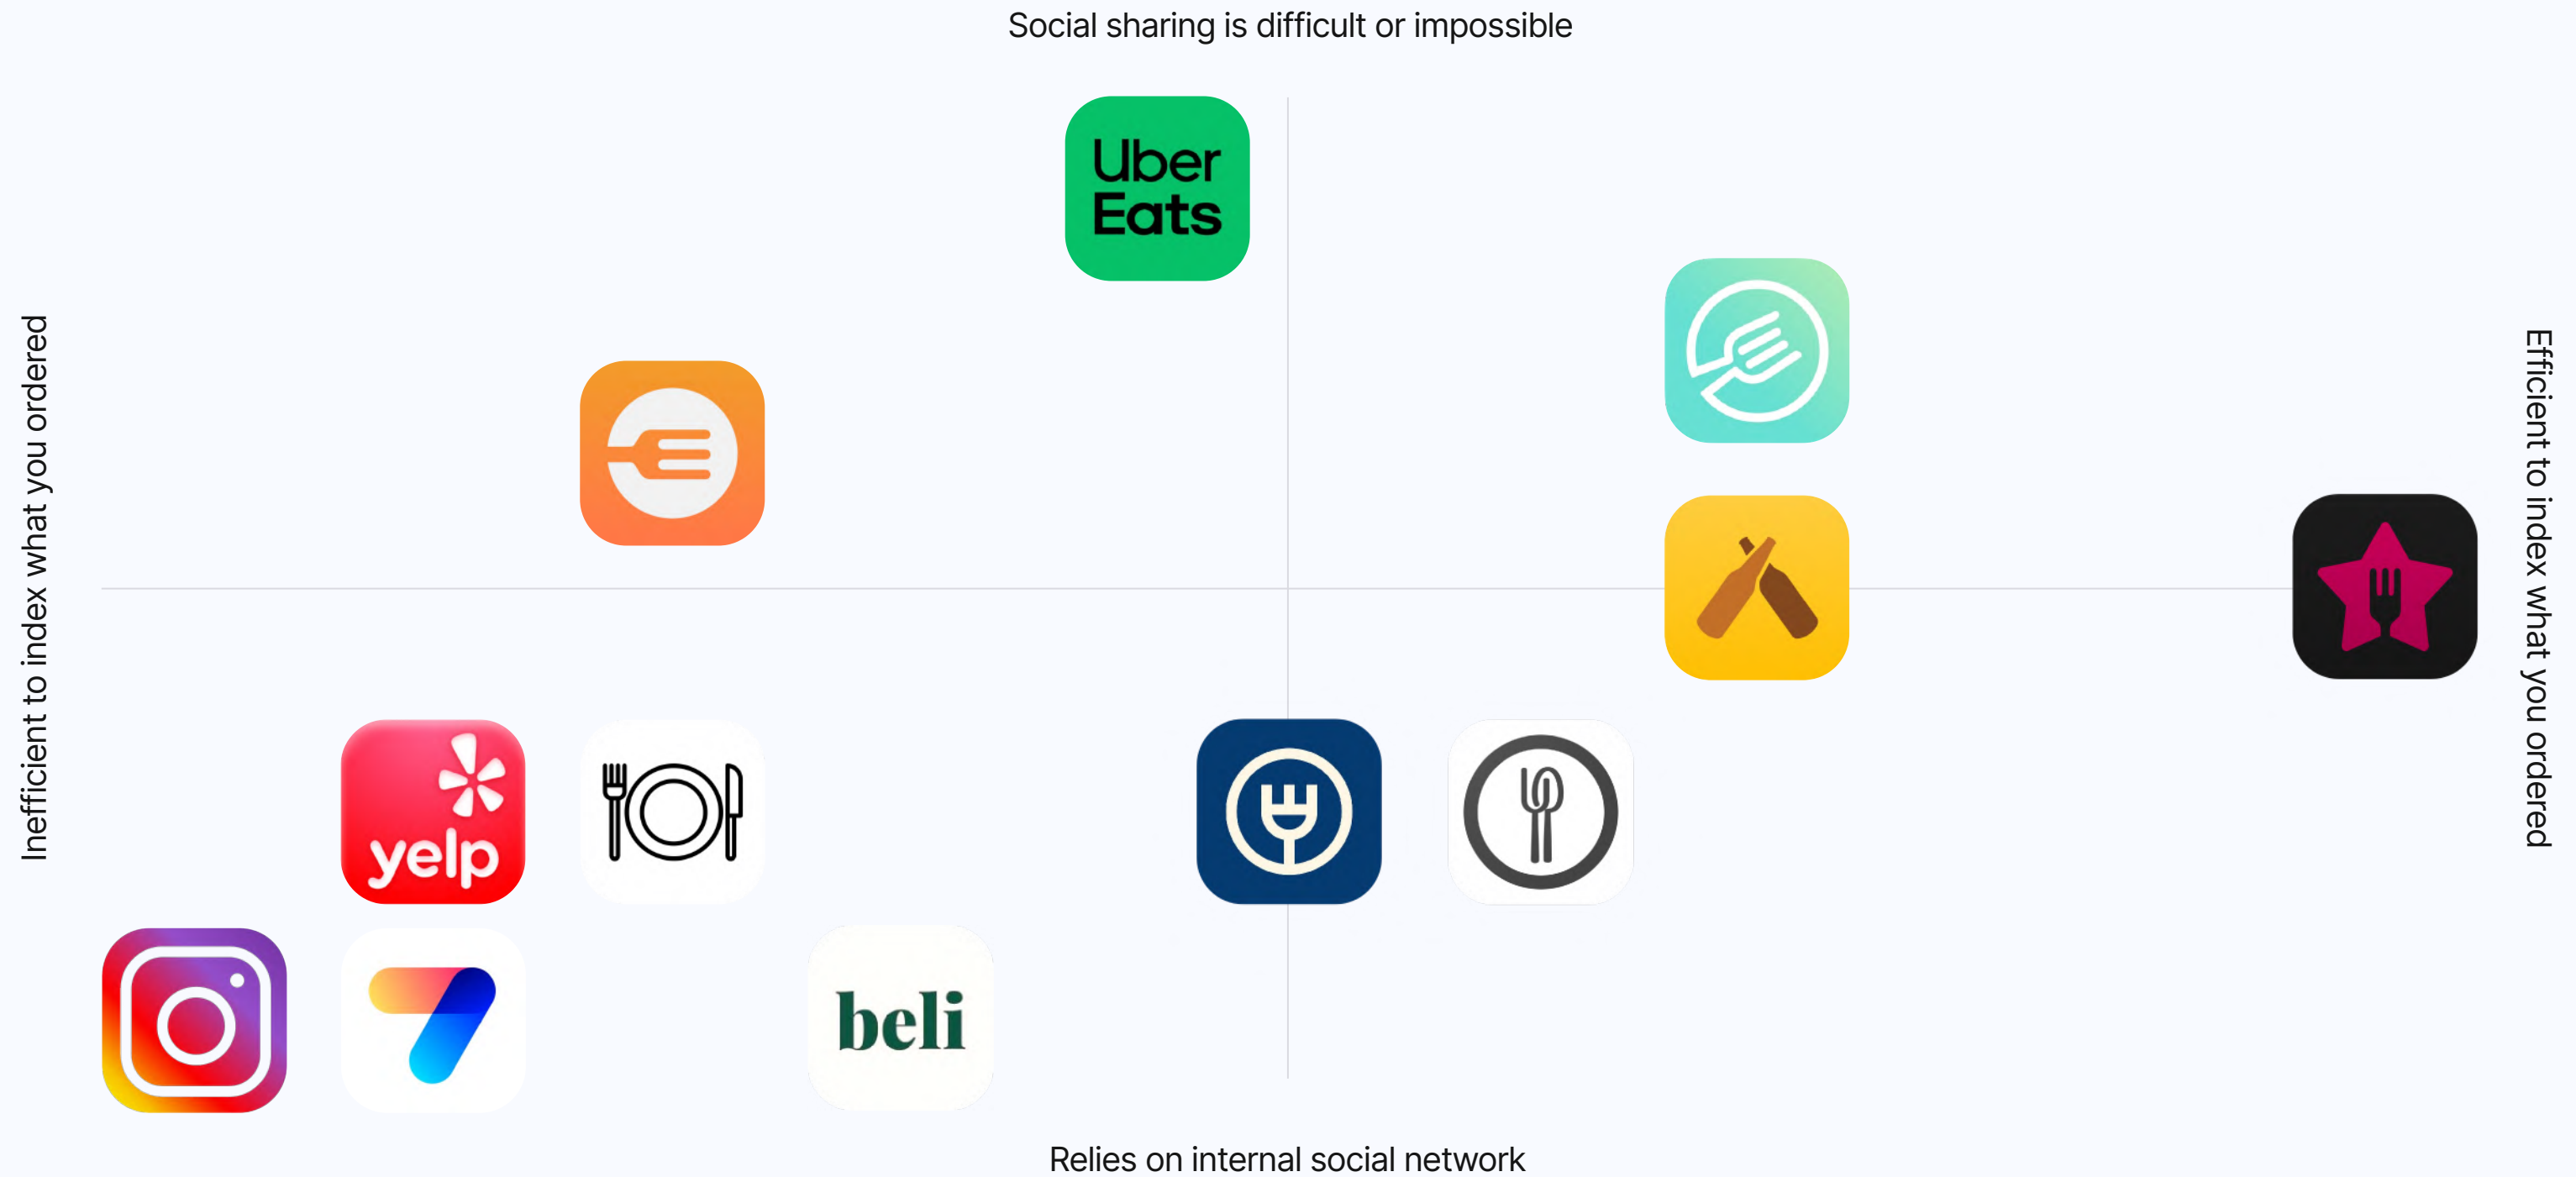 Social sharing is difficult or impossible
Uber
Eats
Inefficient to index what you ordered
Efficient to index what you ordered
yelp
beli
Relies on internal social network